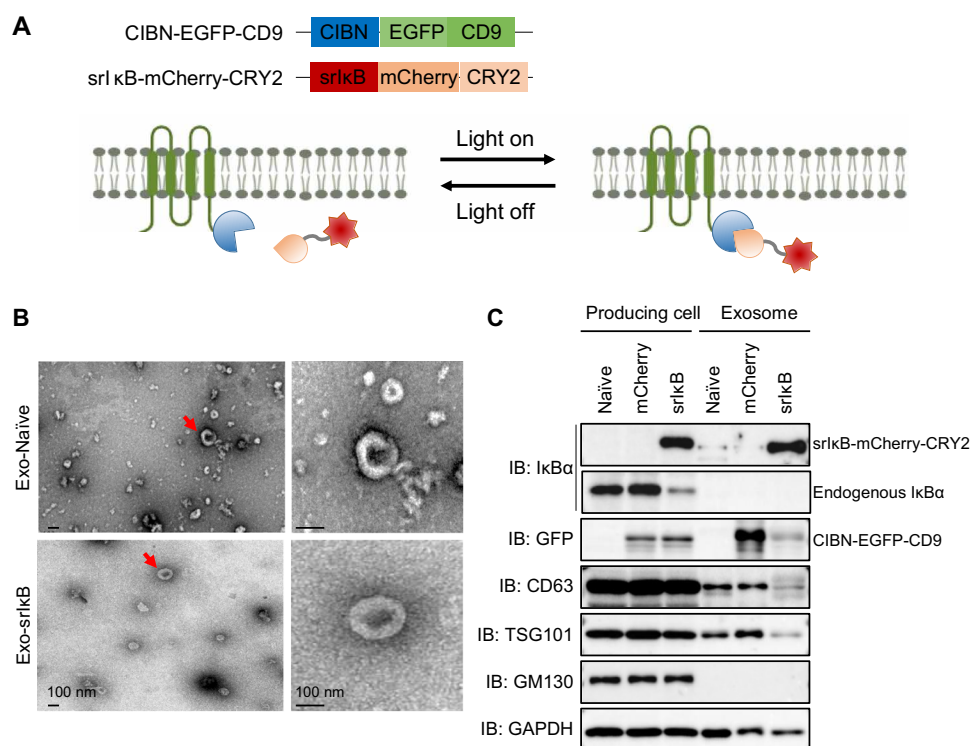 A
CIBN-EGFP-CD9
CIBN EGFP CD9
srIκB-mCherry-CRY2
srIκB mCherry CRY2
Light on
Light off
B
Exo-Naïve
Exo-srIκB
100 nm
100 nm
C
Producing cell Exosome
Naïve mCherry srIκB Naïve mCherry srIκB
IB: IκBα
srIκB-mCherry-CRY2
Endogenous IκBα
IB: GFP CIBN-EGFP-CD9
IB: CD63
IB: TSG101
IB: GM130
IB: GAPDH